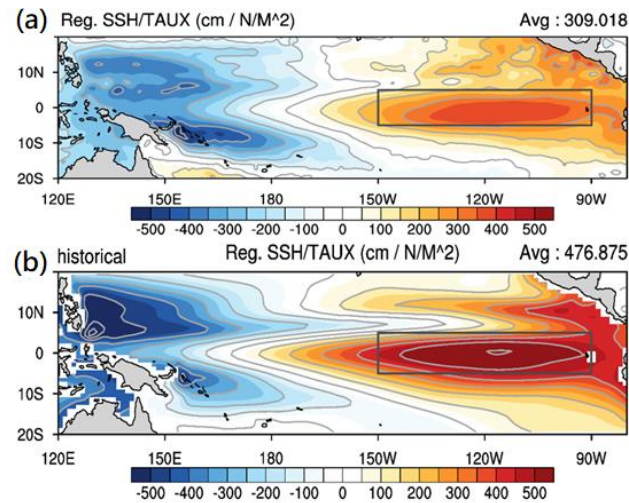 (a) Reg. SSH/TAUX (cm / N/M^2) Avg : 309.018
10N
0
10S
20S
120E 150E 180 150W 120W 90W
-500 -400 -300 -200 -100 0 100 200 300 400 500
(b) historical Reg. SSH/TAUX (cm / N/M^2) Avg : 476.875
10N
0
10S
20S
120E 150E 180 150W 120W 90W
-500 -400 -300 -200 -100 0 100 200 300 400 500